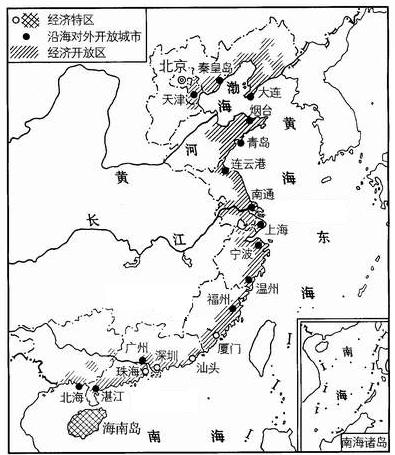 经济特区
沿海对外开放城市
经济开放区
北京
秦皇岛
渤
海
天津
大连
烟台
黄
海
青岛
河
黄
连云港
南通
长
江
上海
东
海
宁波
温州
福州
厦门
广州
深圳
汕头
珠海
北海
湛江
海南岛
南
海
南
海
南海诸岛